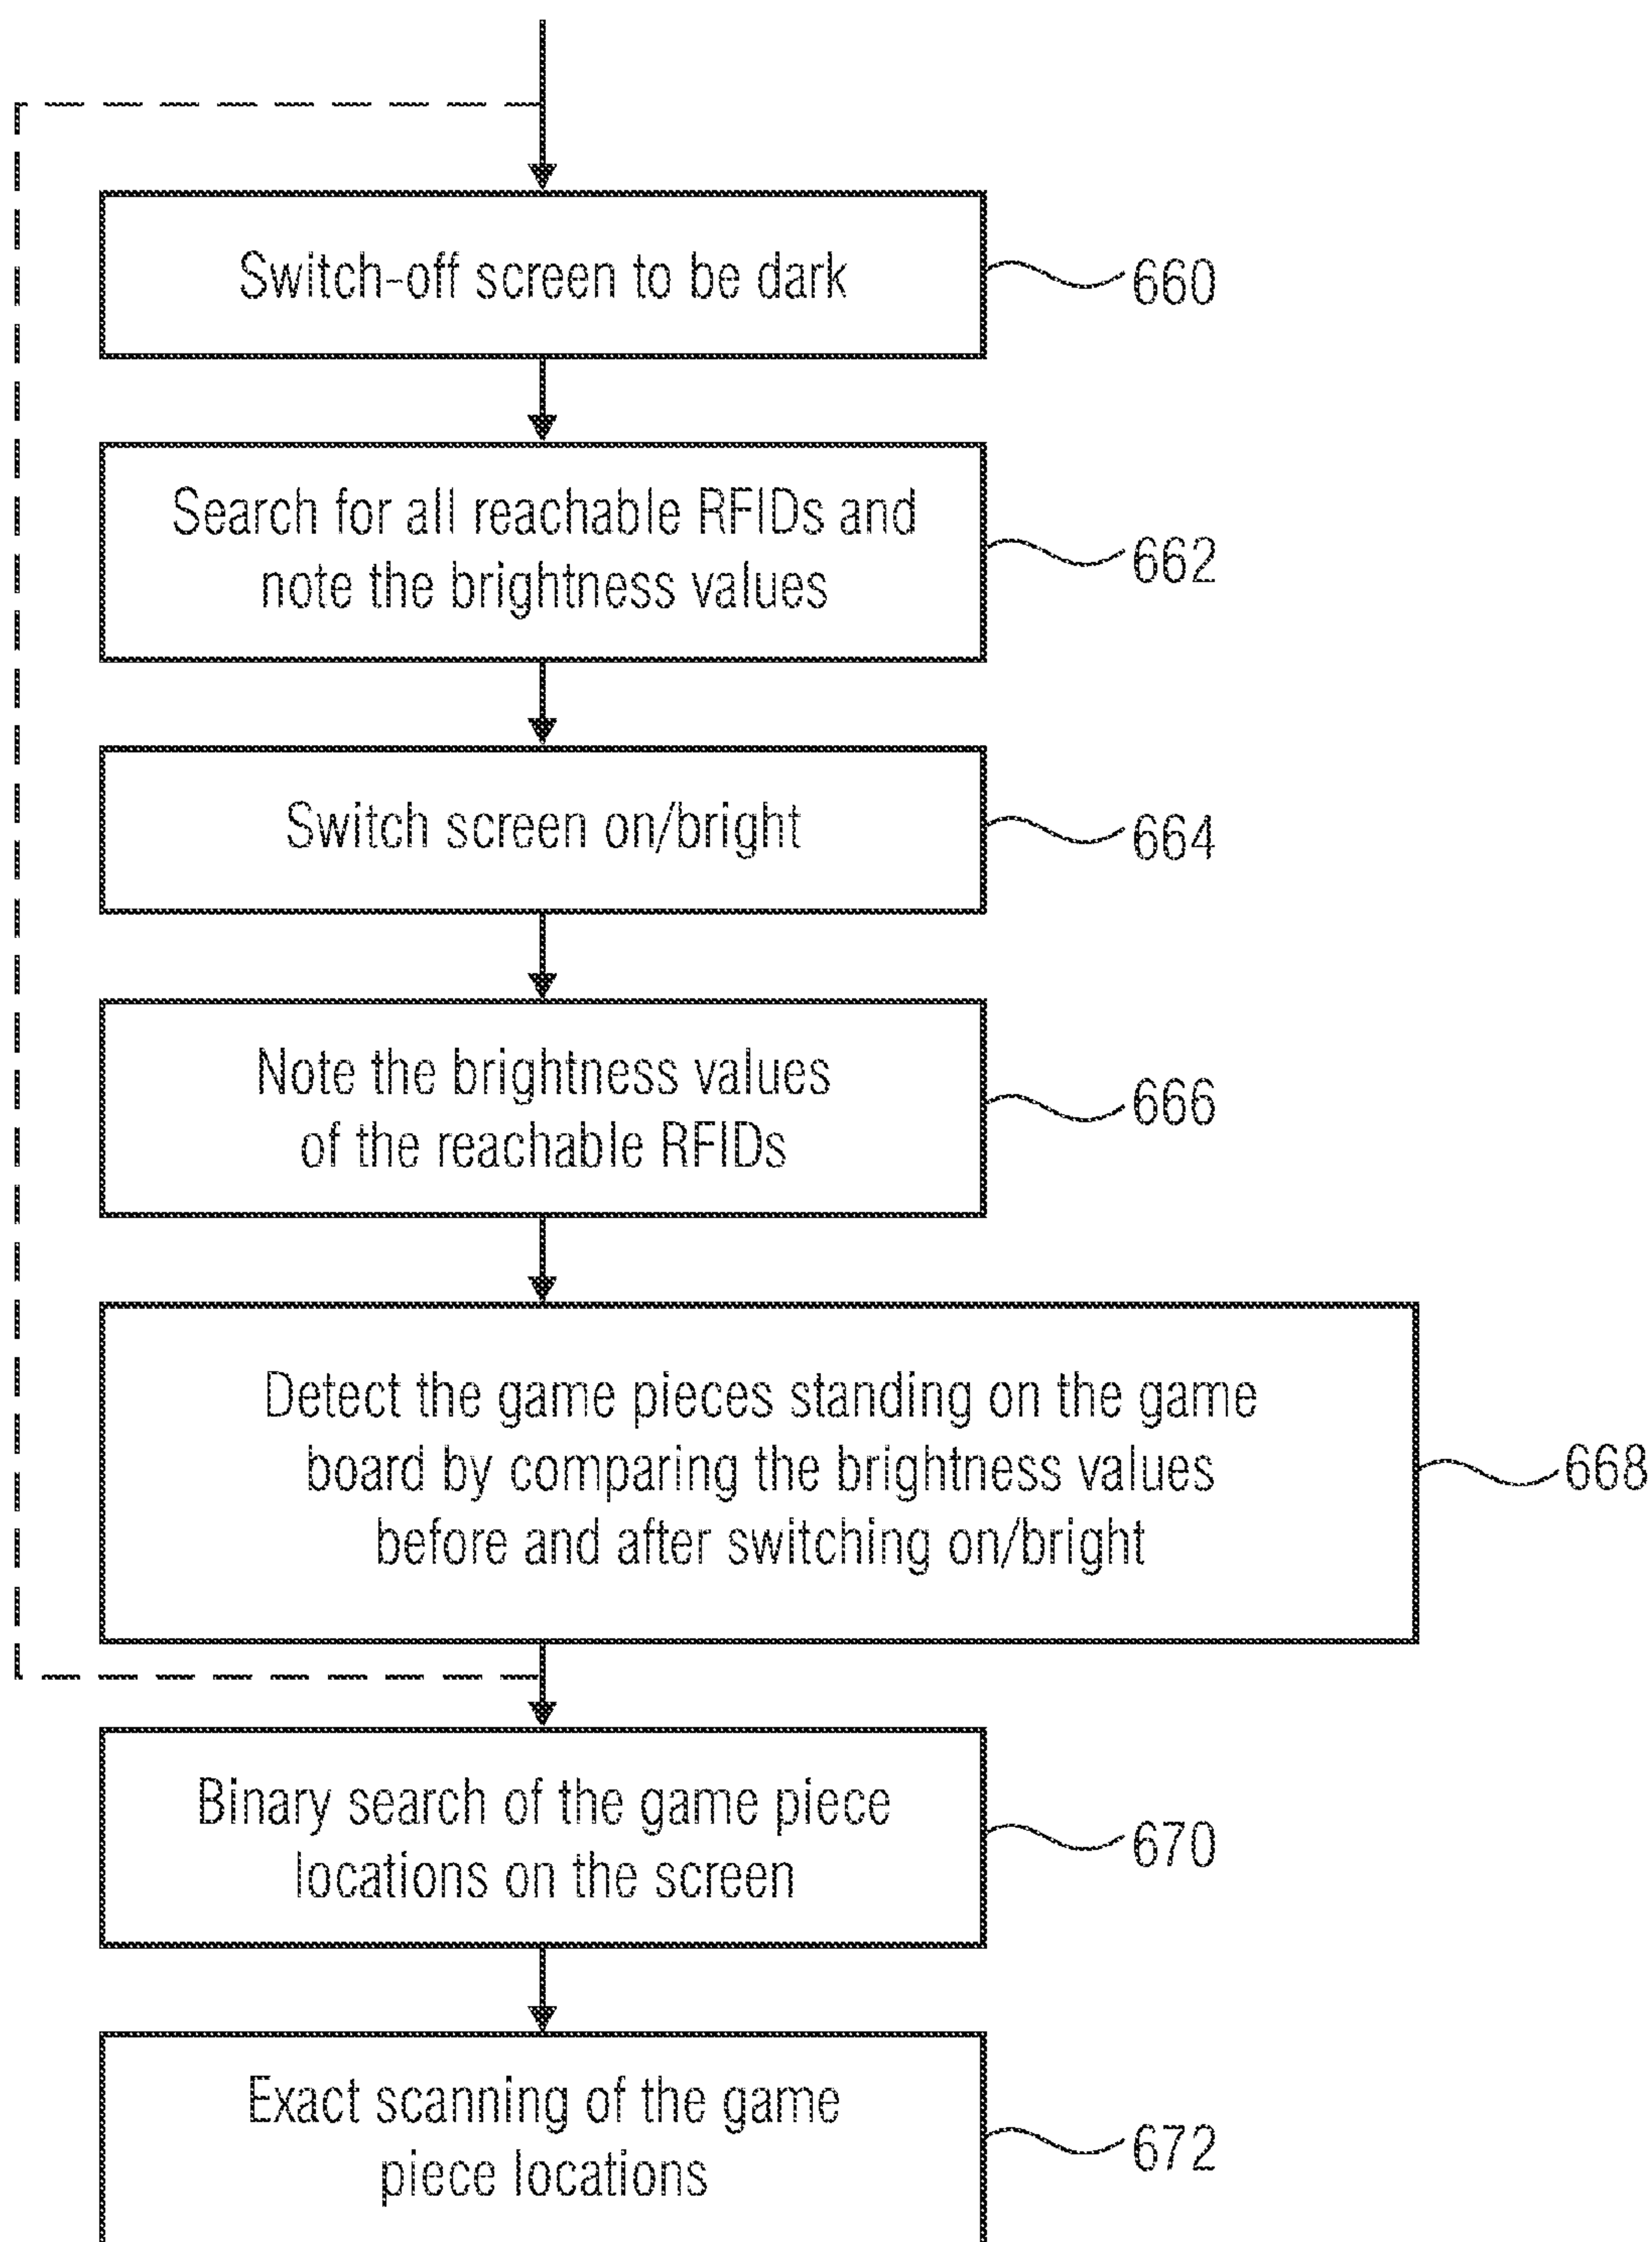 Switch-off screen to be dark
660
Search for all reachable RFIDs and
note the brightness values
662
Switch screen on/bright
664
Note the brightness values
of the reachable RFIDs
666
Detect the game pieces standing on the game
board by comparing the brightness values
before and after switching on/bright
668
Binary search of the game piece
locations on the screen
670
Exact scanning of the game
piece locations
672